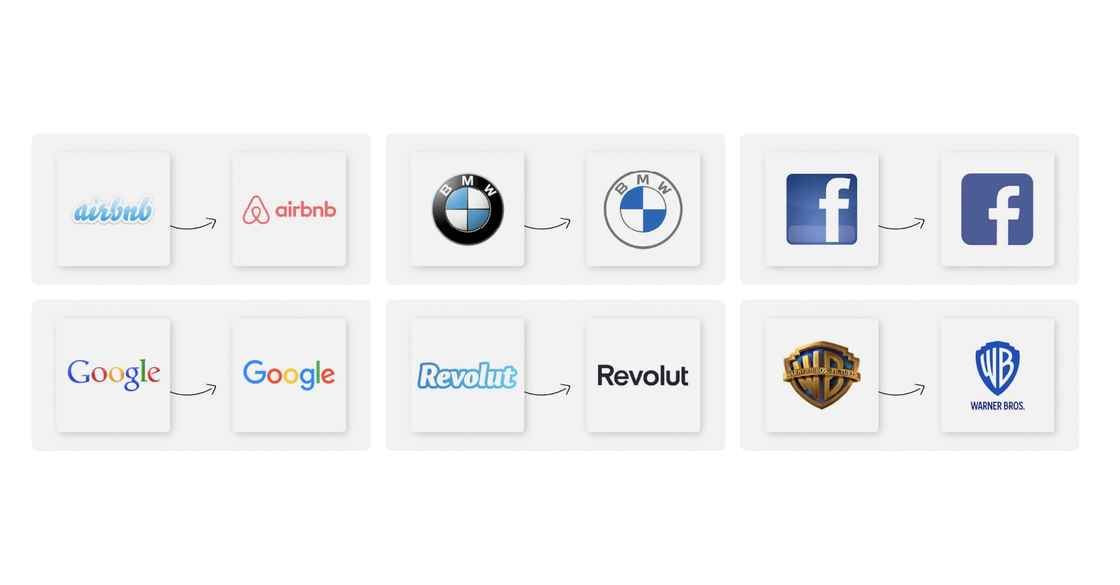 airbnb
airbnb
BMW
BMW
f
f
Google
Google
Revolut
Revolut
WB
WB
WARNER BROS.